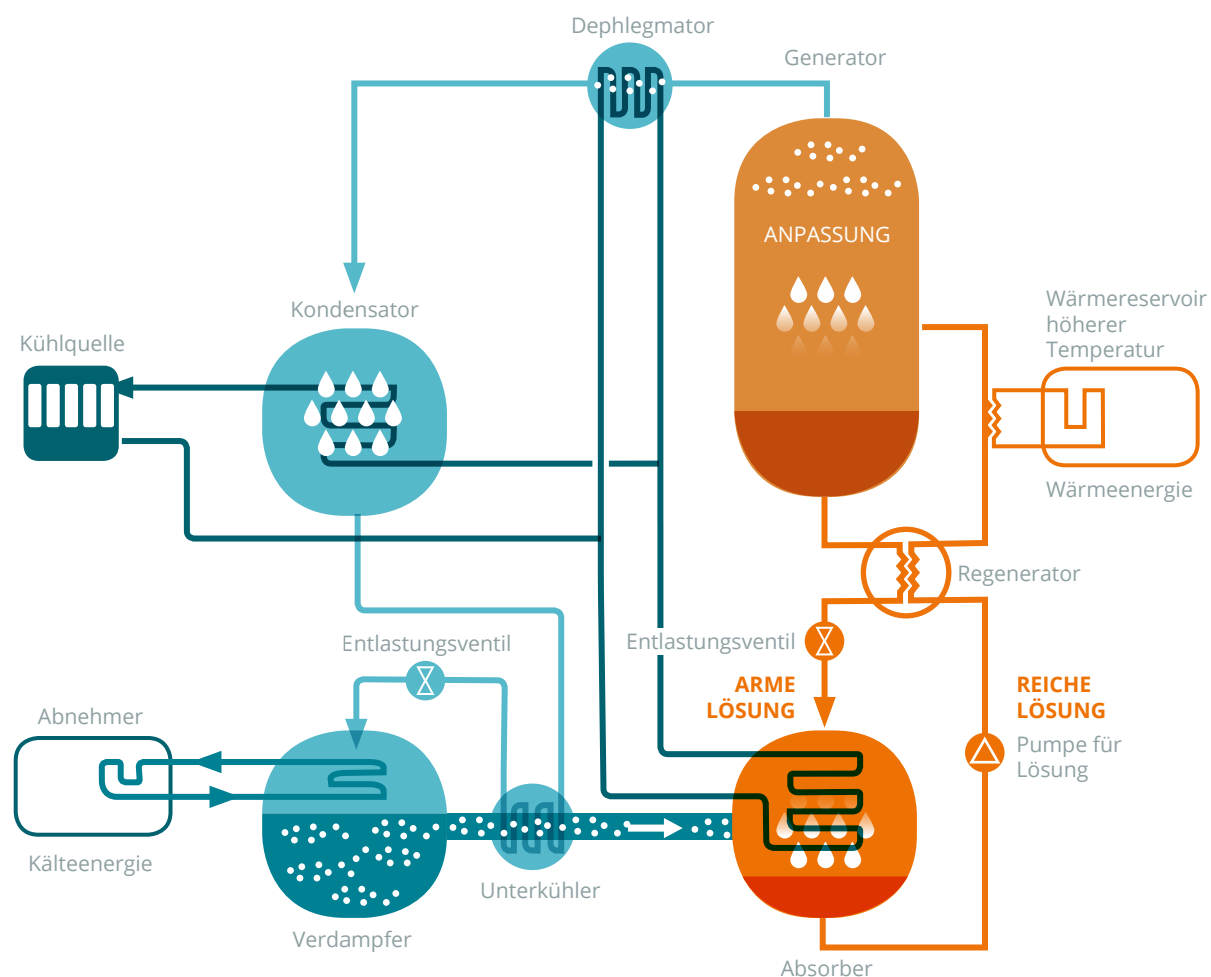 Dephlegmator
Generator
ANPASSUNG
Kondensator
Kühlquelle
Wärmereservoir
höherer
Temperatur
Wärmeenergie
Regenerator
Entlastungsventil
Entlastungsventil
ARME
LÖSUNG
REICHE
LÖSUNG
Pumpe für
Lösung
Abnehmer
Kälteenergie
Unterkühler
Verdampfer
Absorber